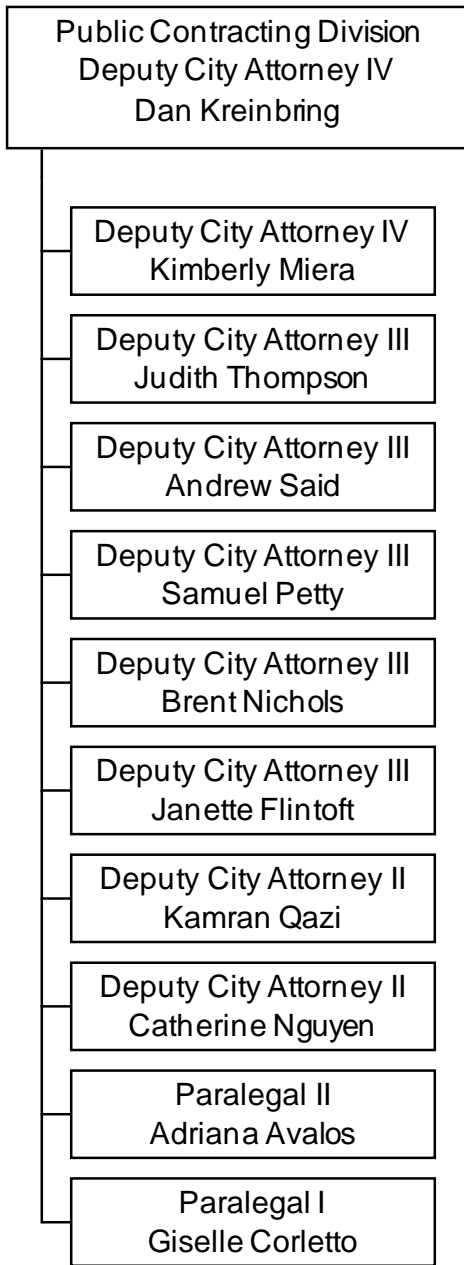 Public Contracting Division
Deputy City Attorney IV
Dan Kreinbring
Deputy City Attorney IV
Kimberly Miera
Deputy City Attorney III
Judith Thompson
Deputy City Attorney III
Andrew Said
Deputy City Attorney III
Samuel Petty
Deputy City Attorney III
Brent Nichols
Deputy City Attorney III
Janette Flintoft
Deputy City Attorney II
Kamran Qazi
Deputy City Attorney II
Catherine Nguyen
Paralegal II
Adriana Avalos
Paralegal I
Giselle Corletto